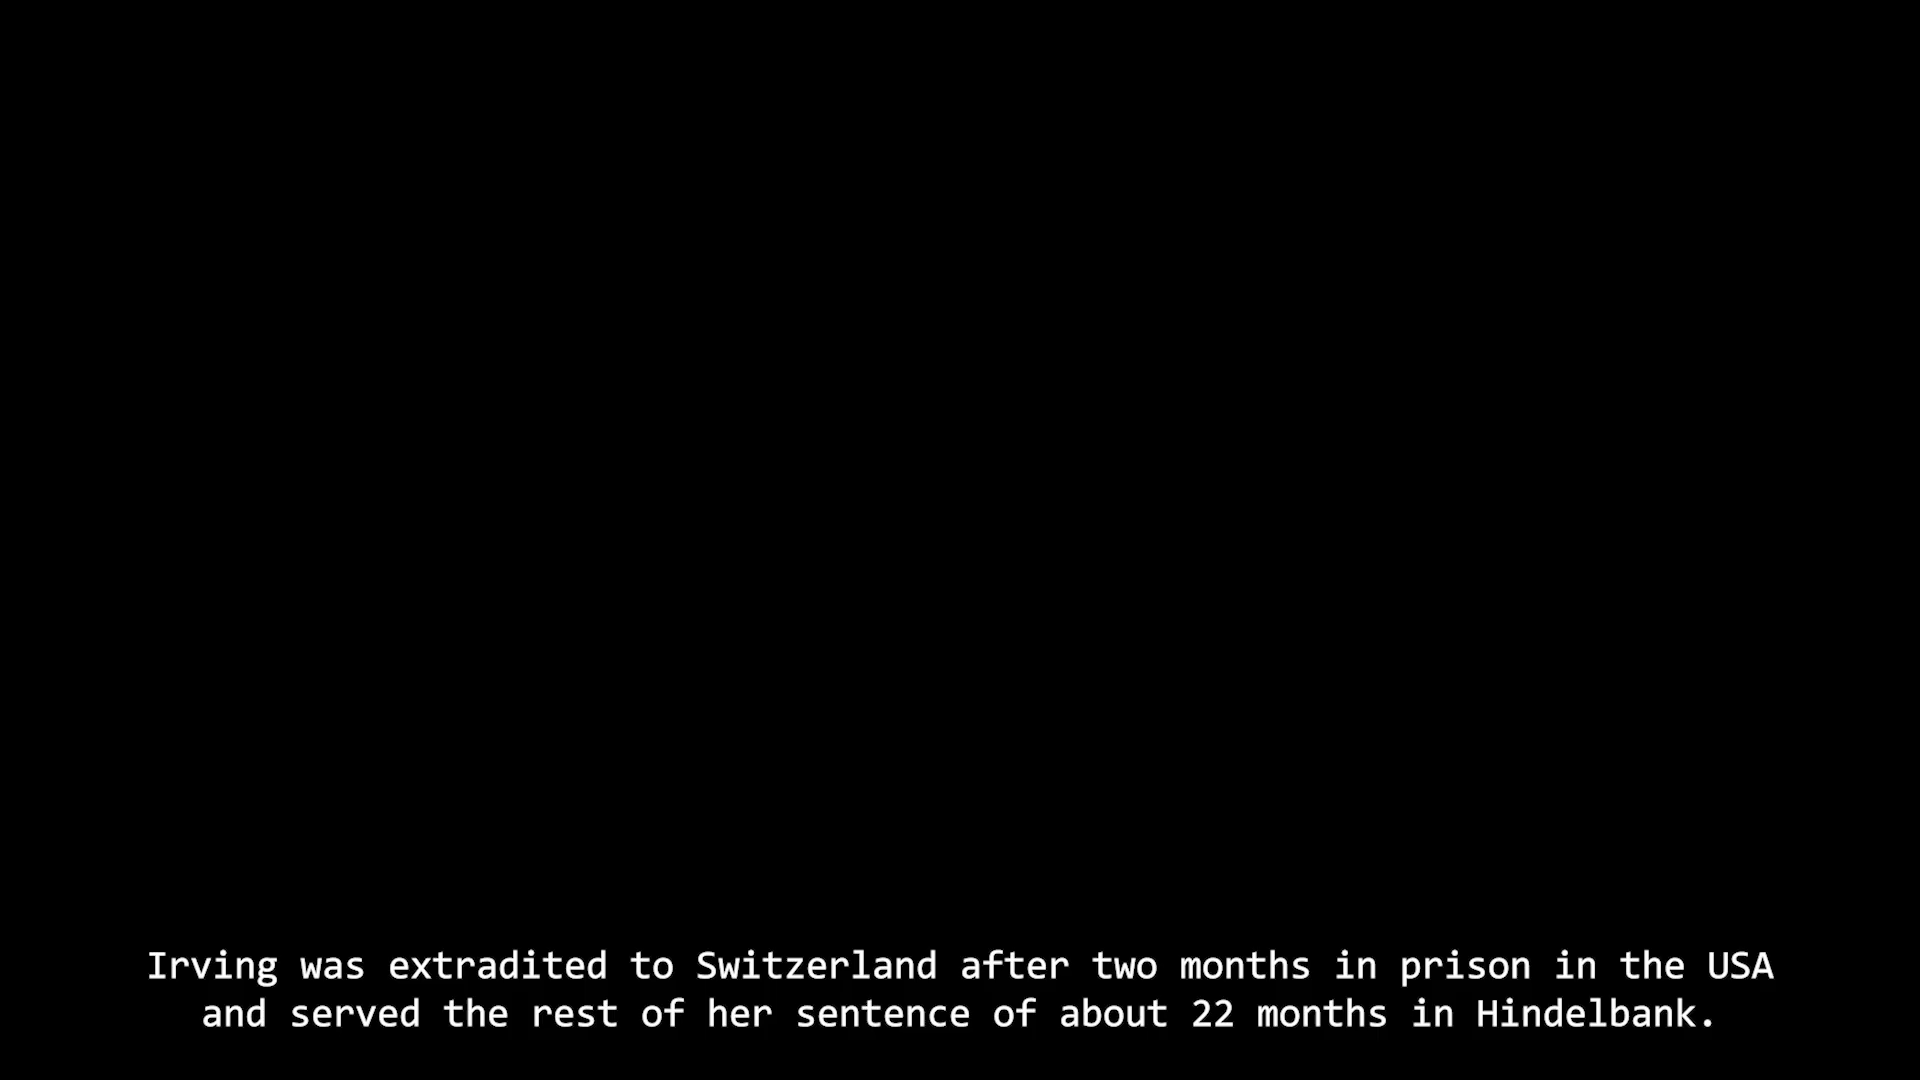 Irving was extradited to Switzerland after two months in prison in the USA
and served the rest of her sentence of about 22 months in Hindelbank.